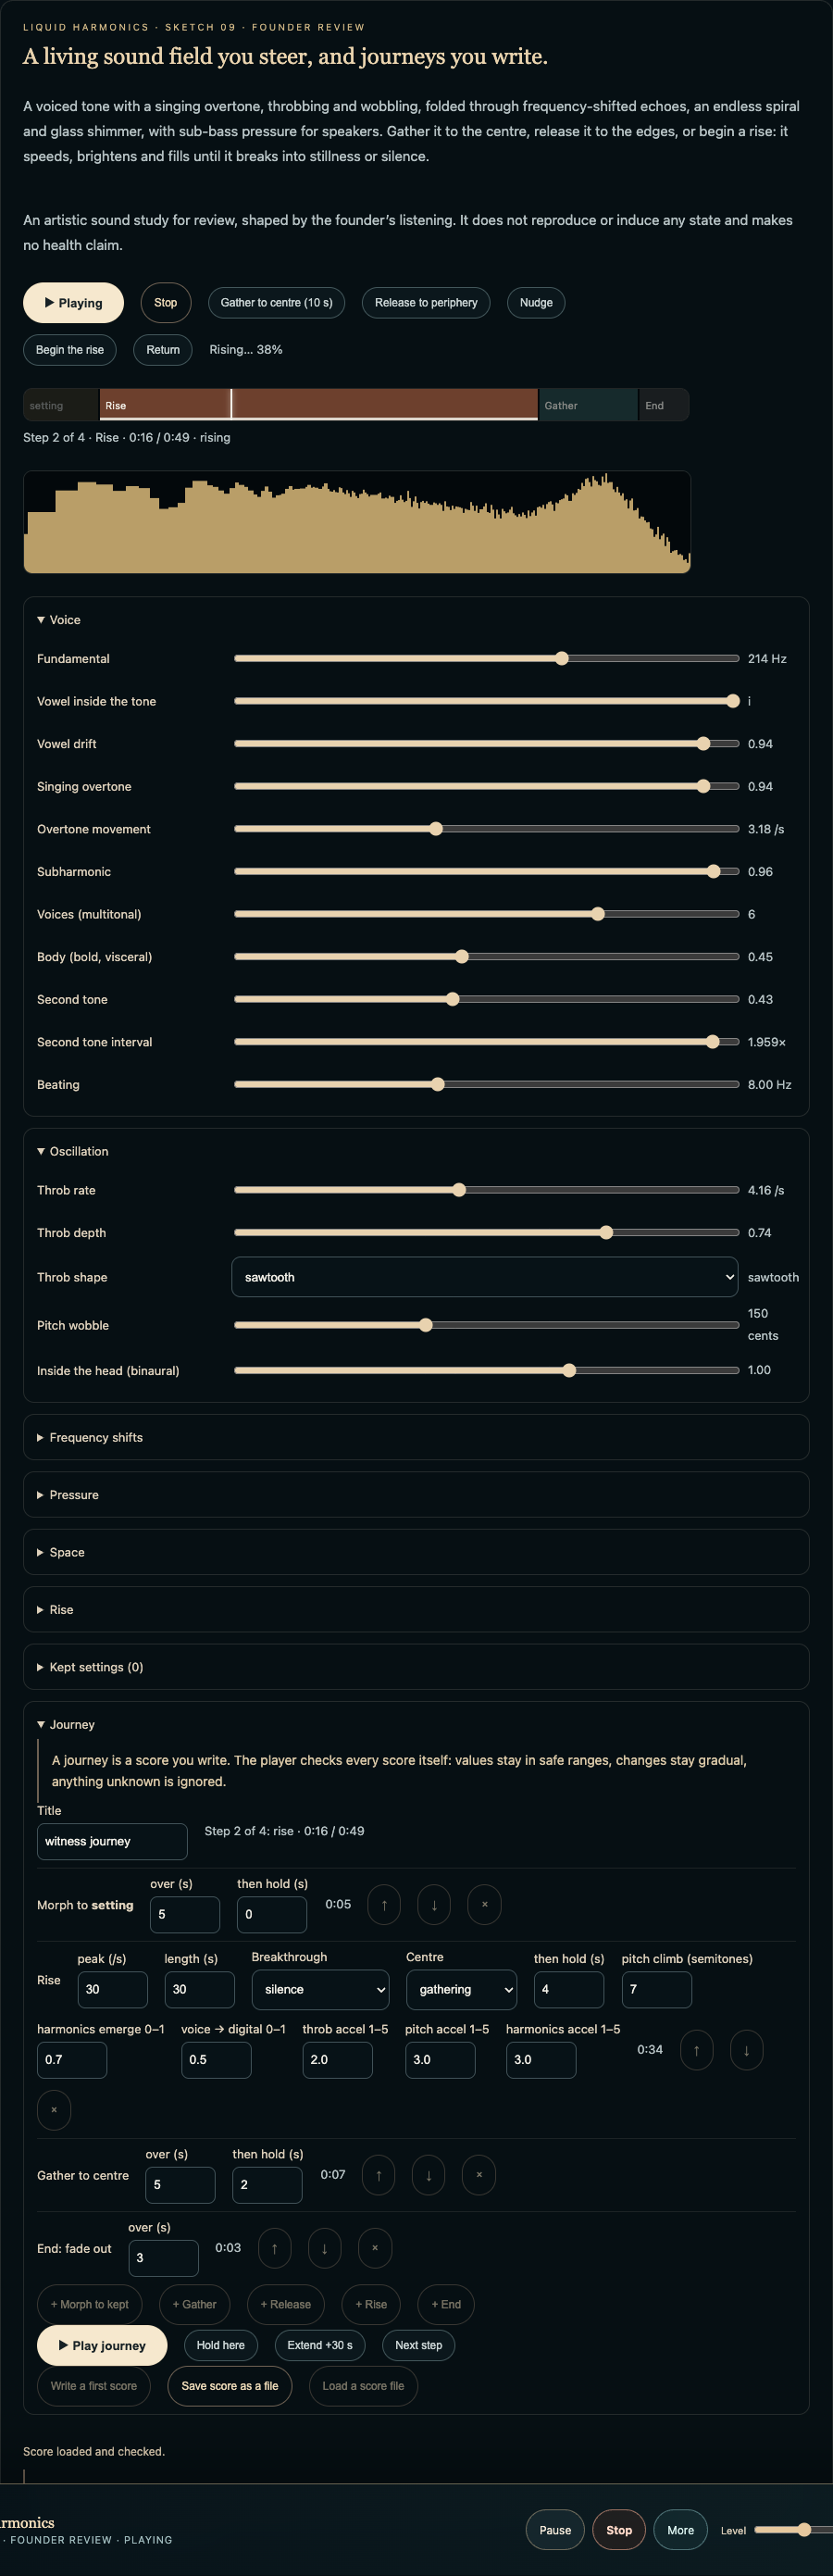 LIQUID HARMONICS · SKETCH 09 · FOUNDER REVIEW
A living sound field you steer, and journeys you write.
A voiced tone with a singing overtone, throbbing and wobbling, folded through frequency-shifted echoes, an endless spiral
and glass shimmer, with sub-bass pressure for speakers. Gather it to the centre, release it to the edges, or begin a rise: it
speeds, brightens and fills until it breaks into stillness or silence.
An artistic sound study for review, shaped by the founder’s listening. It does not reproduce or induce any state and makes
no health claim.
▶ Playing Stop Gather to centre (10 s) Release to periphery Nudge
Begin the rise Return Rising… 38%
setting Rise Gather End
Step 2 of 4 · Rise · 0:16 / 0:49 · rising
▼ Voice
Fundamental 214 Hz
Vowel inside the tone i
Vowel drift 0.94
Singing overtone 0.94
Overtone movement 3.18 /s
Subharmonic 0.96
Voices (multitonal) 6
Body (bold, visceral) 0.45
Second tone 0.43
Second tone interval 1.959×
Beating 8.00 Hz
▼ Oscillation
Throb rate 4.16 /s
Throb depth 0.74
Throb shape sawtooth sawtooth
Pitch wobble 150 cents
Inside the head (binaural) 1.00
▶ Frequency shifts
▶ Pressure
▶ Space
▶ Rise
▶ Kept settings (0)
▼ Journey
A journey is a score you write. The player checks every score itself: values stay in safe ranges, changes stay gradual,
anything unknown is ignored.
Title
witness journey Step 2 of 4: rise · 0:16 / 0:49
over (s) then hold (s)
Morph to setting 5 0 0:05 ↑ ↓ ×
peak (/s) length (s) Breakthrough Centre then hold (s) pitch climb (semitones)
Rise 30 30 silence gathering 4 7
harmonics emerge 0–1 voice → digital 0–1 throb accel 1–5 pitch accel 1–5 harmonics accel 1–5
0.7 0.5 2.0 3.0 3.0 0:34 ↑ ↓
×
over (s) then hold (s)
Gather to centre 5 2 0:07 ↑ ↓ ×
over (s)
End: fade out 3 0:03 ↑ ↓ ×
+ Morph to kept + Gather + Release + Rise + End
▶ Play journey Hold here Extend +30 s Next step
Write a first score Save score as a file Load a score file
Score loaded and checked.
rmonics
· FOUNDER REVIEW · PLAYING
Pause Stop More Level